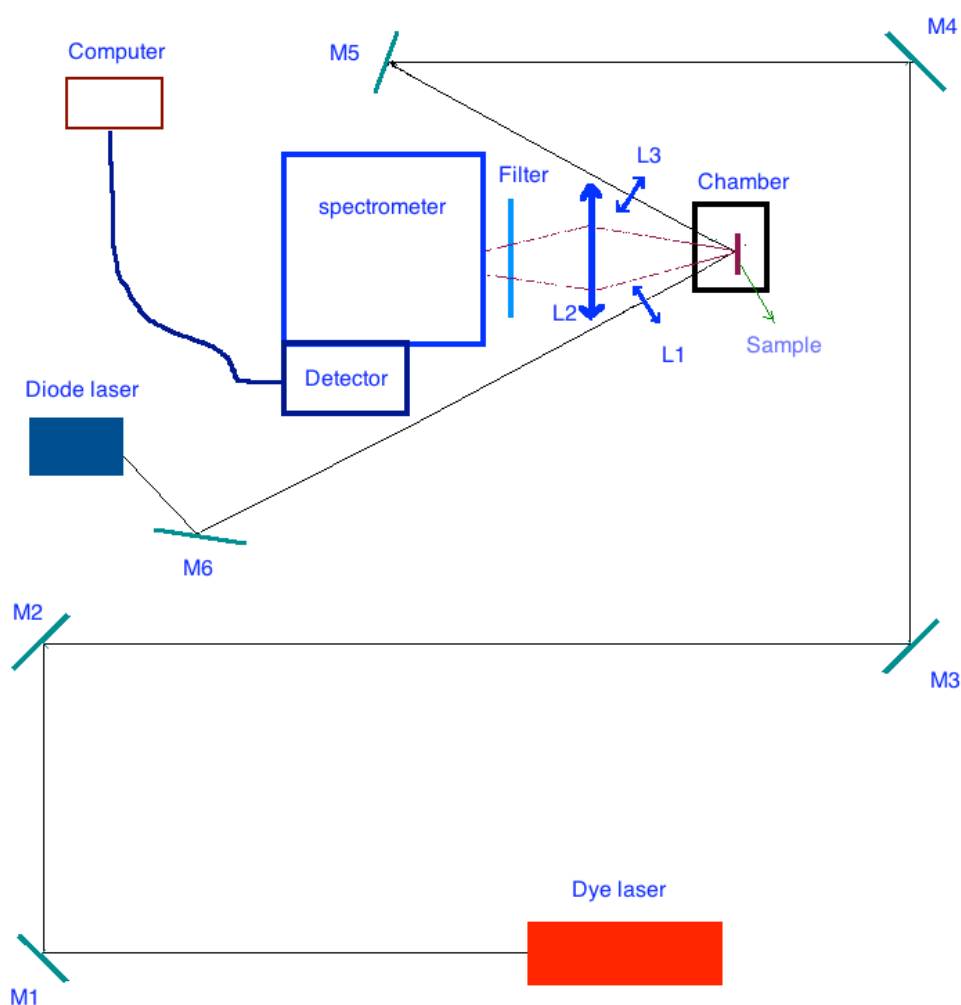 M4
Computer
M5
L3
Filter
Chamber
spectrometer
L2
Sample
L1
Detector
Diode laser
M6
M2
M3
Dye laser
M1